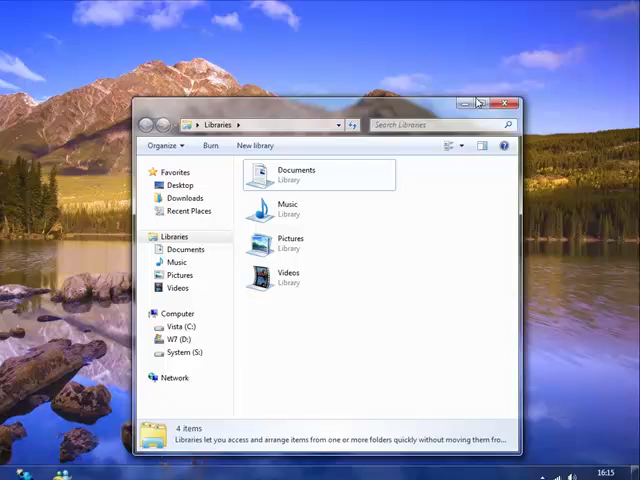 Libraries
Search Libraries
Organize Burn New library
Favorites
Desktop
Downloads
Recent Places
Libraries
Documents
Music
Pictures
Videos
Computer
Vista (C:)
W7 (D:)
System (S:)
Network
Documents
Library
Music
Library
Pictures
Library
Videos
Library
4 items
Libraries let you access and arrange items from one or more folders quickly without moving them fro...
16:15